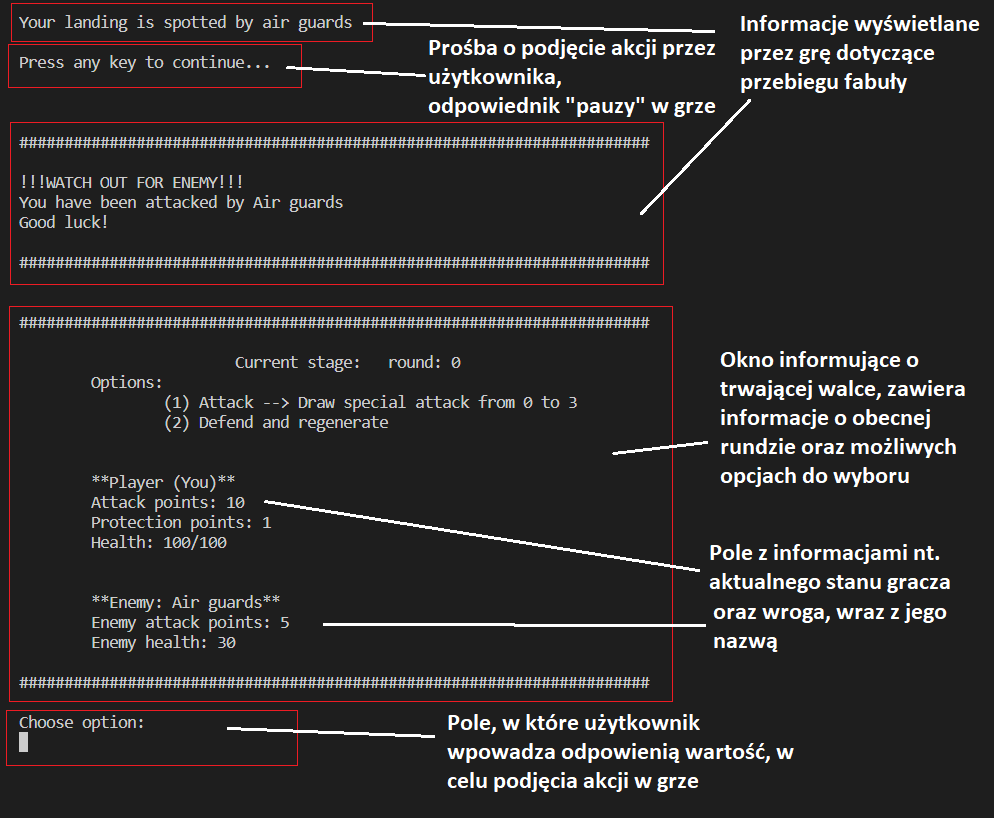 Your landing is spotted by air guards
Press any key to continue...
Informacje wyświetlane
przez grę dotyczące
przebiegu fabuły
Prośba o podjęcie akcji przez
użytkownika,
odpowiednik "pauzy" w grze
######################################################################
!!!WATCH OUT FOR ENEMY!!!
You have been attacked by Air guards
Good luck!
######################################################################
######################################################################
Current stage: round: 0
Options:
(1) Attack --> Draw special attack from 0 to 3
(2) Defend and regenerate
**Player (You)**
Attack points: 10
Protection points: 1
Health: 100/100
**Enemy: Air guards**
Enemy attack points: 5
Enemy health: 30
######################################################################
Okno informujące o
trwającej walce, zawiera
informacje o obecnej
rundzie oraz możliwych
opcjach do wyboru
Pole z informacjami nt.
aktualnego stanu gracza
oraz wroga, wraz z jego
nazwą
Choose option:
Pole, w które użytkownik
wpowadza odpowienią wartość, w
celu podjęcia akcji w grze